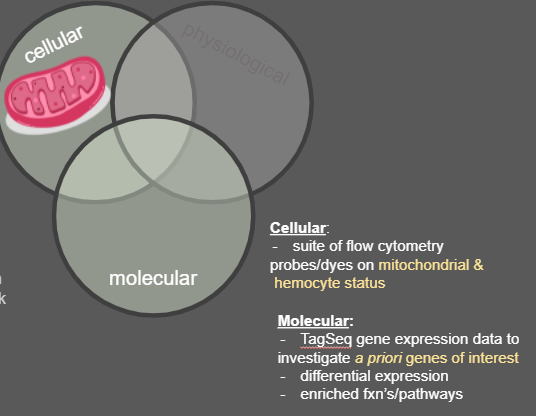 cellular
physiological
molecular
k
Cellular:
- suite of flow cytometry
probes/dyes on mitochondrial &
hemocyte status
Molecular:
- TagSeq gene expression data to
investigate a priori genes of interest
- differential expression
- enriched fxn's/pathways